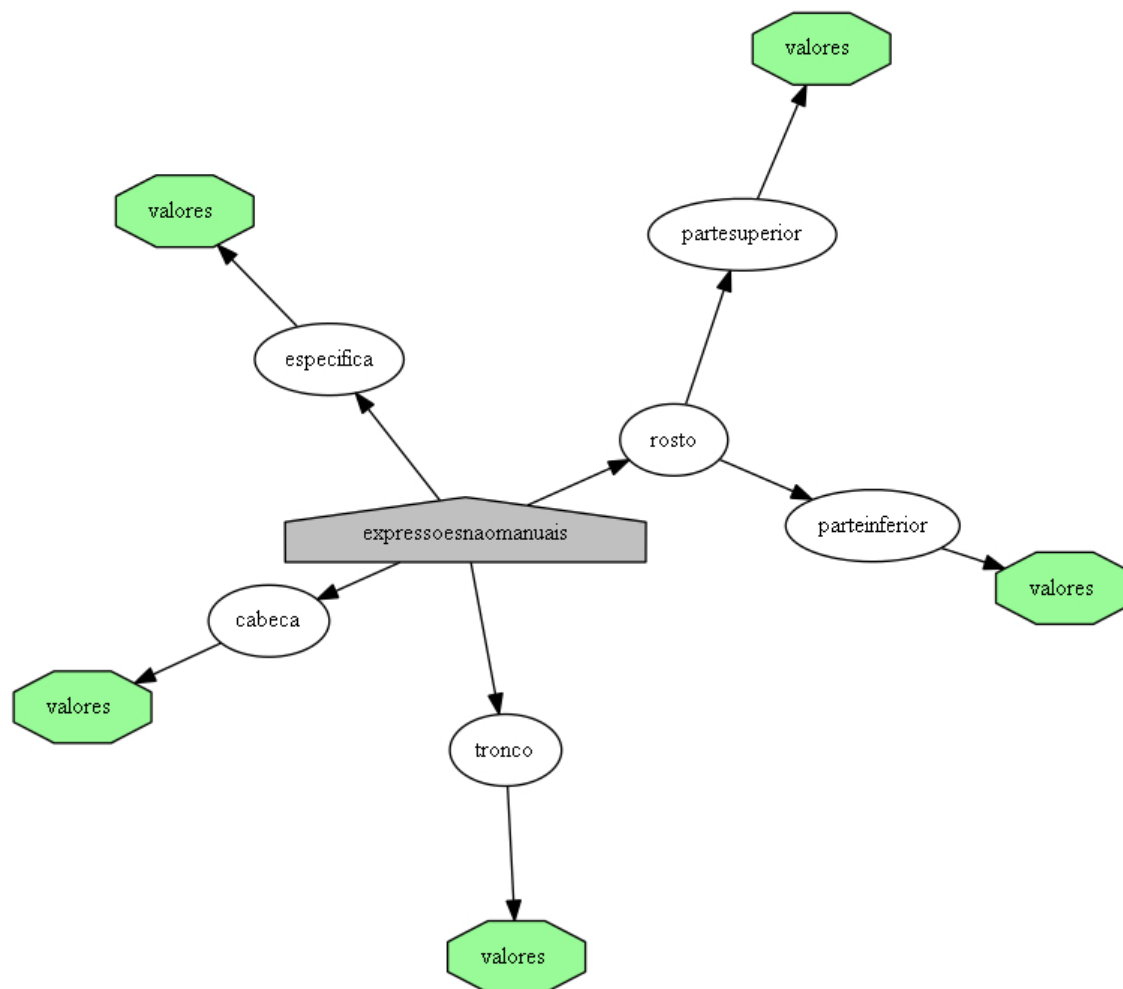 valores
valores
partesuperior
especifica
rosto
parteinferior
expressoesnaomanuais
valores
cabeca
valores
tronco
valores